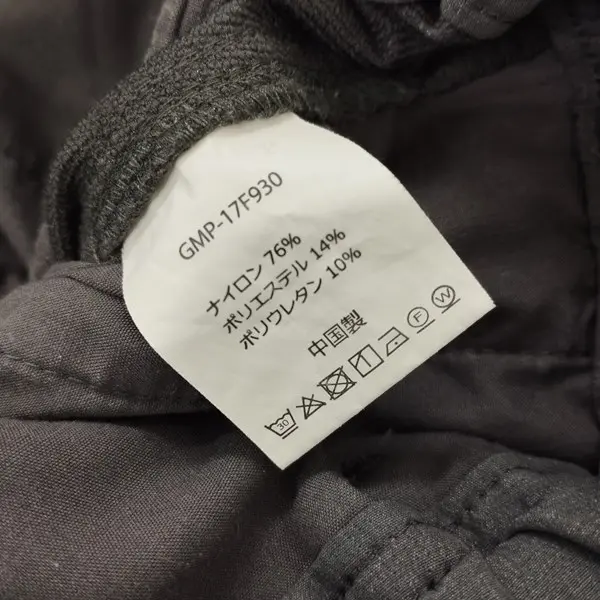 GMP-17F930
ナイロン 76%
ポリエステル 14%
ポリウレタン 10%
中国製
30 F W